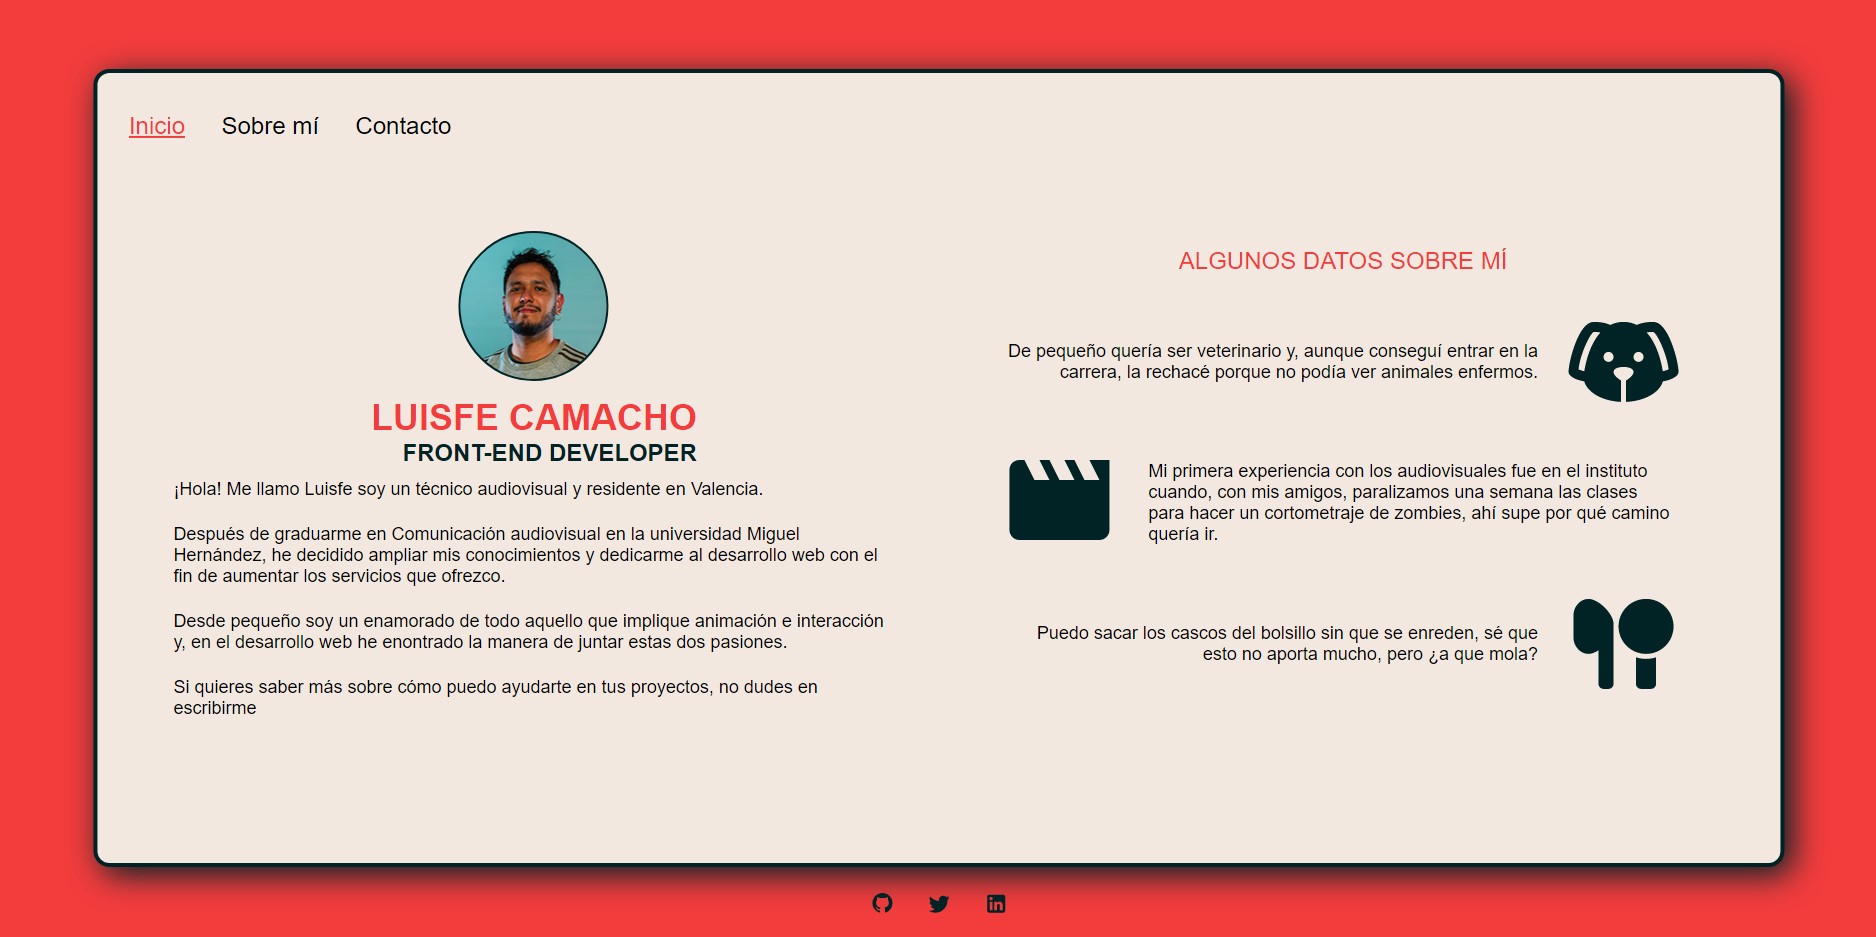 Inicio Sobre mí Contacto
LUISFE CAMACHO
FRONT-END DEVELOPER
¡Hola! Me llamo Luisfe soy un técnico audiovisual y residente en Valencia.
Después de graduarme en Comunicación audiovisual en la universidad Miguel
Hernández, he decidido ampliar mis conocimientos y dedicarme al desarrollo web con el
fin de aumentar los servicios que ofrezco.
Desde pequeño soy un enamorado de todo aquello que implique animación e interacción
y, en el desarrollo web he enontrado la manera de juntar estas dos pasiones.
Si quieres saber más sobre cómo puedo ayudarte en tus proyectos, no dudes en
escribirme
ALGUNOS DATOS SOBRE MÍ
De pequeño quería ser veterinario y, aunque conseguí entrar en la
carrera, la rechacé porque no podía ver animales enfermos.
Mi primera experiencia con los audiovisuales fue en el instituto
cuando, con mis amigos, paralizamos una semana las clases
para hacer un cortometraje de zombies, ahí supe por qué camino
quería ir.
Puedo sacar los cascos del bolsillo sin que se enreden, sé que
esto no aporta mucho, pero ¿a que mola?